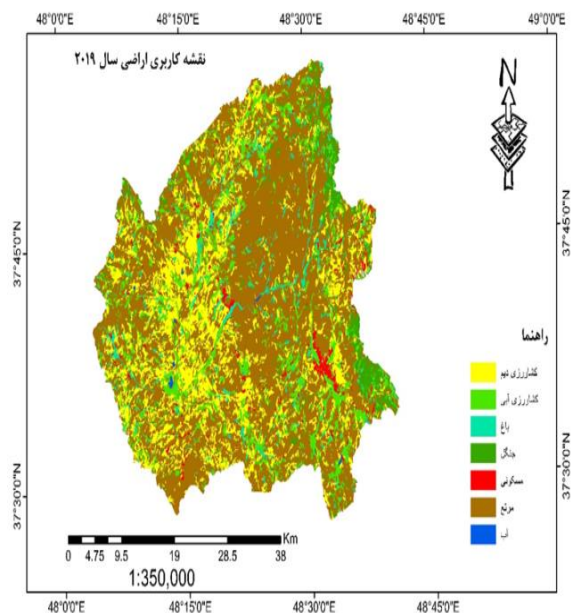 48°0'0"E 48°15'0"E 48°30'0"E 48°45'0"E 49°0'0"E
نقشه کاربری اراضی سال ۲۰۱۹
N
37°45'0"N 37°45'0"N
راهنما
کشاورزی دیم
کشاورزی آبی
باغ
جنگل
مسکونی
مرتع
آب
37°30'0"N 37°30'0"N
Km
0 4.75 9.5 19 28.5 38
1:350,000
48°0'0"E 48°15'0"E 48°30'0"E 48°45'0"E